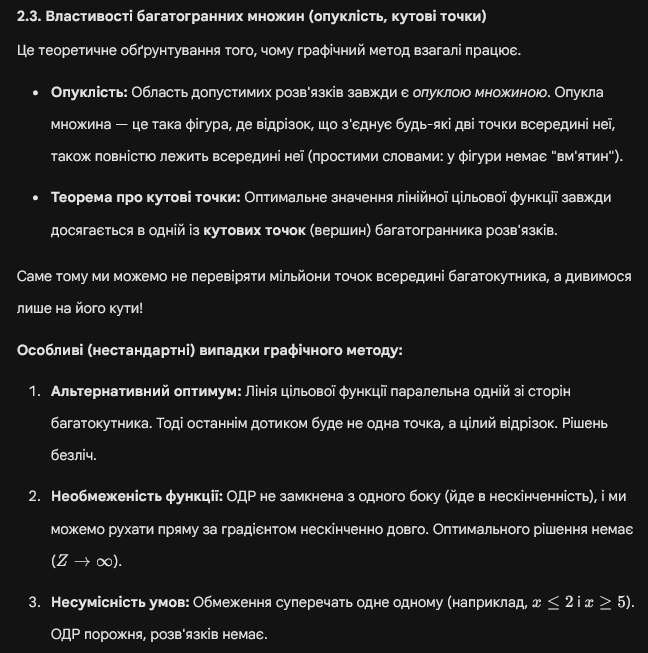 2.3. Властивості багатогранних множин (опуклість, кутові точки)
Це теоретичне обґрунтування того, чому графічний метод взагалі працює.
• Опуклість: Область допустимих розв'язків завжди є опуклою множиною. Опукла
множина — це така фігура, де відрізок, що з'єднує будь-які дві точки всередині неї,
також повністю лежить всередині неї (простими словами: у фігури немає "вм'ятин").
• Теорема про кутові точки: Оптимальне значення лінійної цільової функції завжди
досягається в одній із кутових точок (вершин) багатогранника розв'язків.
Саме тому ми можемо не перевіряти мільйони точок всередині багатокутника, а дивимося
лише на його кути!
Особливі (нестандартні) випадки графічного методу:
1. Альтернативний оптимум: Лінія цільової функції паралельна одній зі сторін
багатокутника. Тоді останнім дотиком буде не одна точка, а цілий відрізок. Рішень
безліч.
2. Необмеженість функції: ОДР не замкнена з одного боку (йде в нескінченність), і ми
можемо рухати пряму за градієнтом нескінченно довго. Оптимального рішення немає
(Z → ∞).
3. Несумісність умов: Обмеження суперечать одне одному (наприклад, x ≤ 2 і x ≥ 5).
ОДР порожня, розв'язків немає.